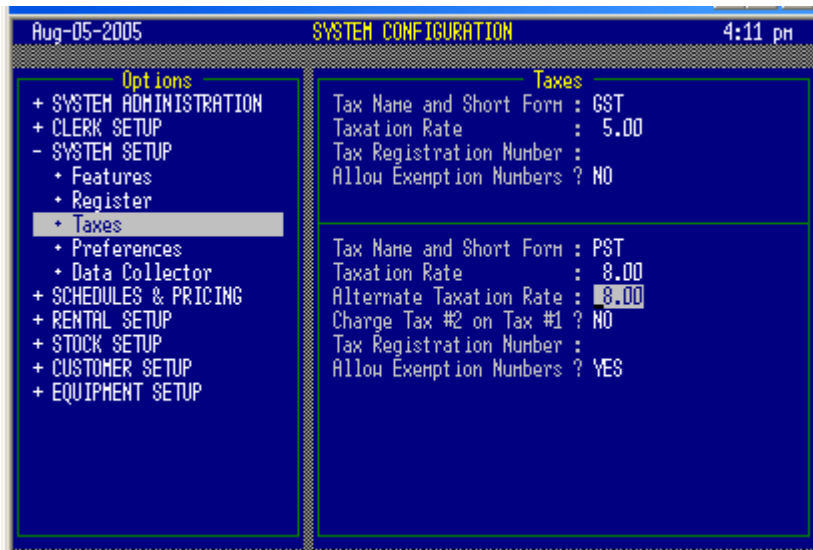 Aug-05-2005 SYSTEM CONFIGURATION 4:11 pm
Options
+ SYSTEM ADMINISTRATION
+ CLERK SETUP
- SYSTEM SETUP
• Features
• Register
• Taxes
• Preferences
• Data Collector
+ SCHEDULES & PRICING
+ RENTAL SETUP
+ STOCK SETUP
+ CUSTOMER SETUP
+ EQUIPMENT SETUP
Taxes
Tax Name and Short Form : GST
Taxation Rate : 5.00
Tax Registration Number :
Allow Exemption Numbers ? NO
Tax Name and Short Form : PST
Taxation Rate : 8.00
Alternate Taxation Rate : 8.00
Charge Tax #2 on Tax #1 ? NO
Tax Registration Number :
Allow Exemption Numbers ? YES